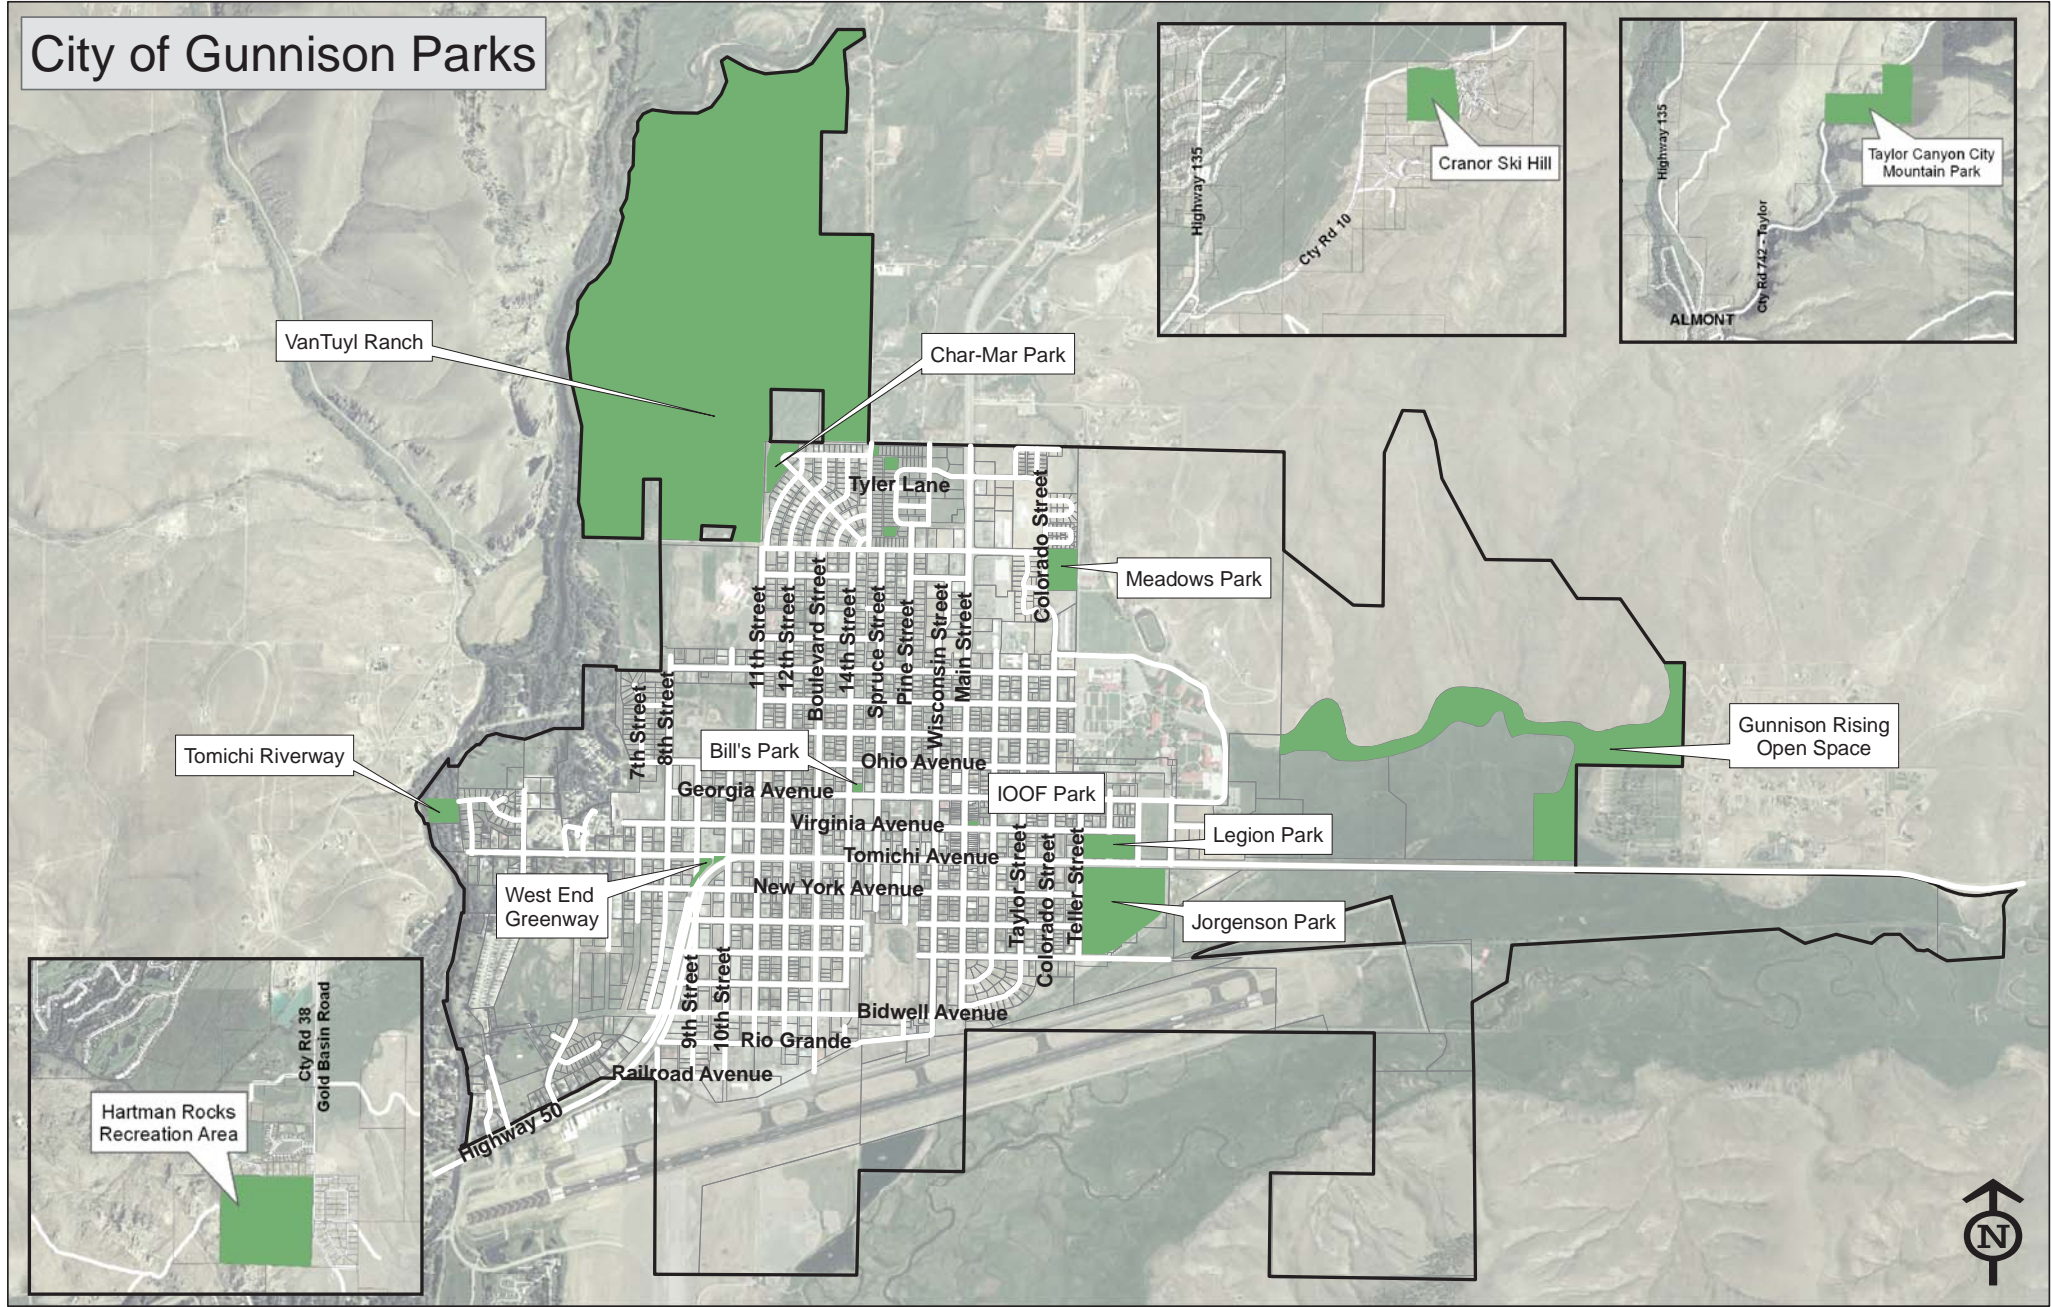 City of Gunnison Parks
Highway 135
Cty Rd 10
Cranor Ski Hill
Highway 135
Cty Rd 742 - Taylor
ALMONT
Taylor Canyon City
Mountain Park
VanTuyl Ranch
Char-Mar Park
Tyler Lane
Colorado Street
Meadows Park
11th Street
12th Street
Boulevard Street
14th Street
Spruce Street
Pine Street
Wisconsin Street
Main Street
7th Street
8th Street
Gunnison Rising
Open Space
Tomichi Riverway
Bill's Park
Ohio Avenue
Georgia Avenue
IOOF Park
Virginia Avenue
Legion Park
Tomichi Avenue
West End
Greenway
New York Avenue
Taylor Street
Colorado Street
Teller Street
Jorgenson Park
9th Street
10th Street
Bidwell Avenue
Rio Grande
Railroad Avenue
Highway 50
Cty Rd 38
Gold Basin Road
Hartman Rocks
Recreation Area
N